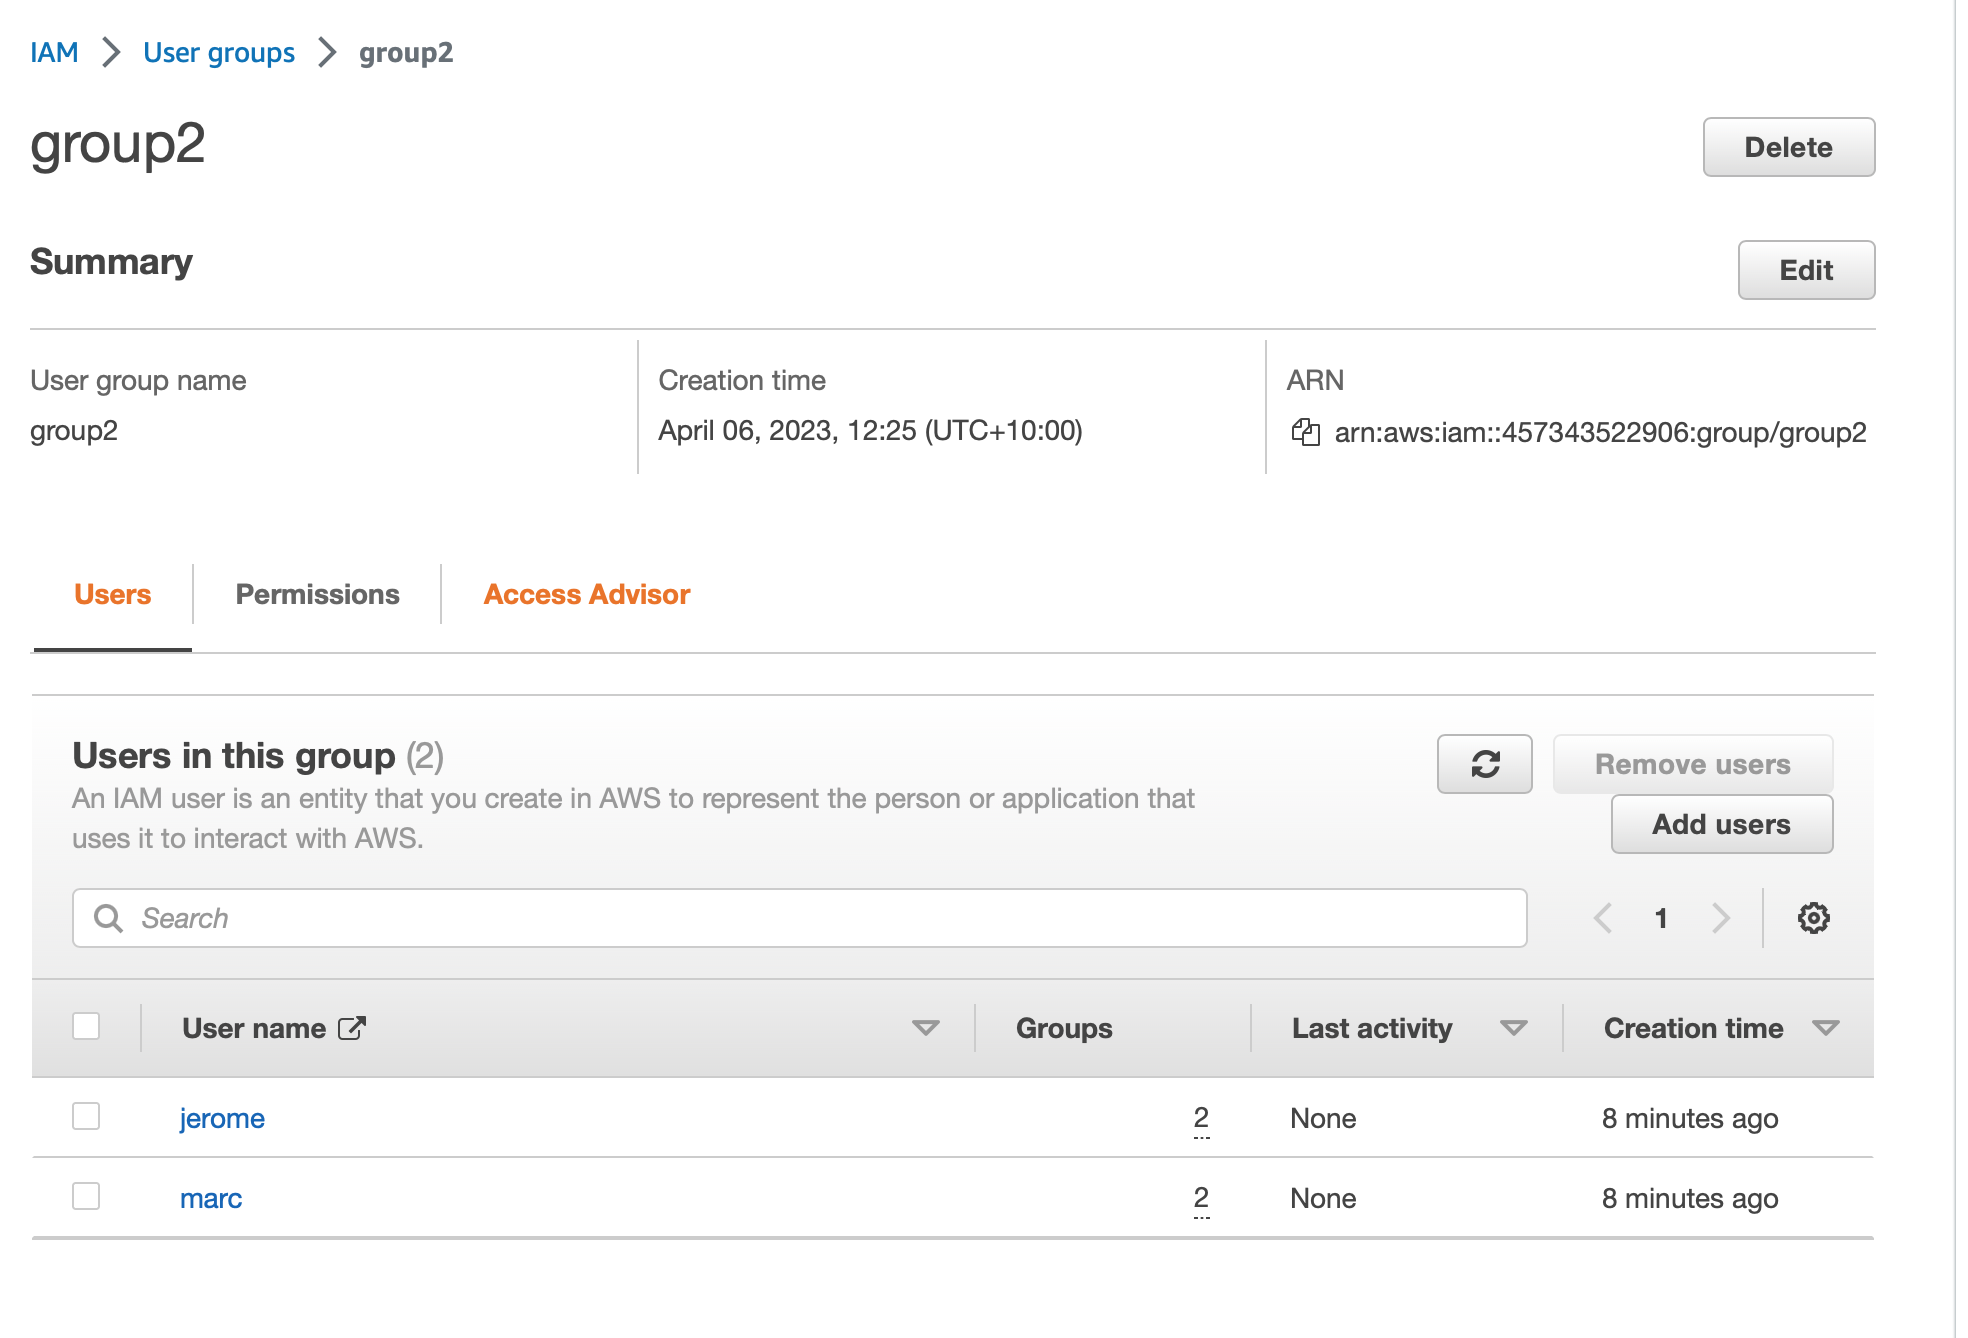 IAM User groups group2
group2
Delete
Summary
Edit
User group name
group2
Creation time
April 06, 2023, 12:25 (UTC+10:00)
ARN
arn:aws:iam::457343522906:group/group2
Users Permissions Access Advisor
Users in this group (2)
An IAM user is an entity that you create in AWS to represent the person or application that
uses it to interact with AWS.
Remove users
Add users
Search
1
User name Groups Last activity Creation time
jerome 2 None 8 minutes ago
marc 2 None 8 minutes ago